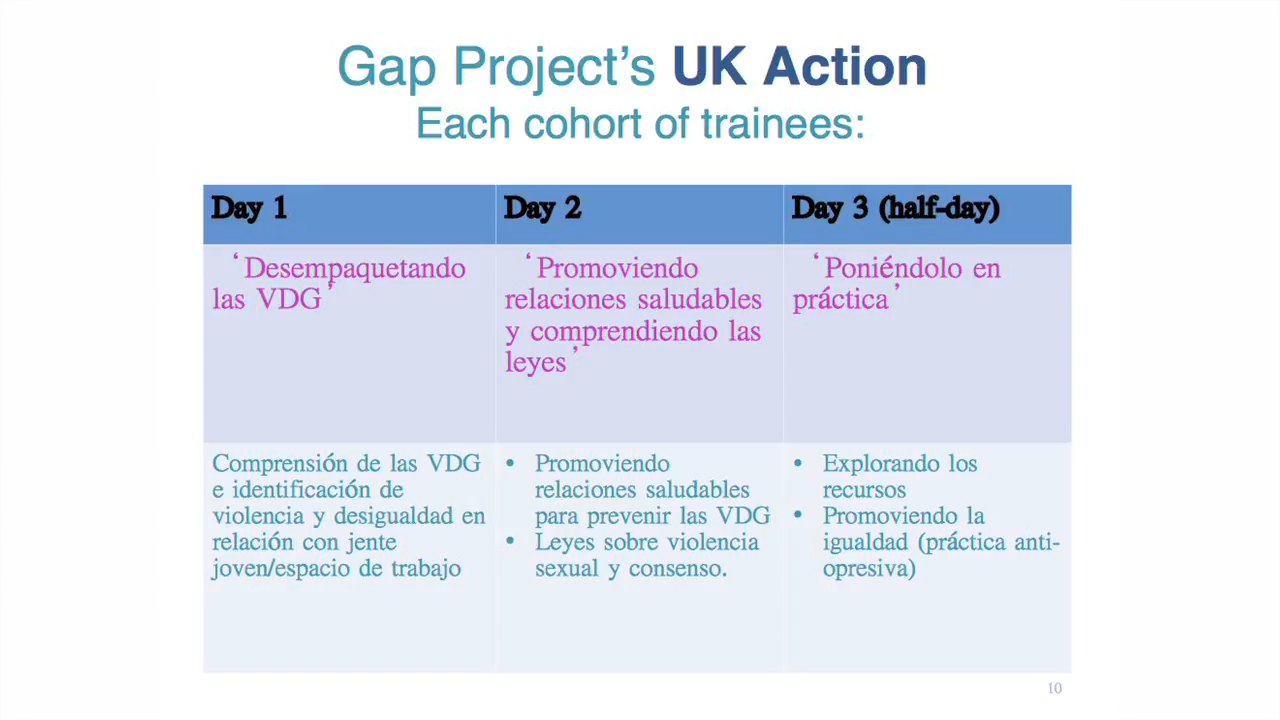 Gap Project's UK Action
Each cohort of trainees:
Day 1
Day 2
Day 3 (half-day)
‘Desempaquetando
las VDG’
‘Promoviendo
relaciones saludables
y comprendiendo las
leyes’
‘Poniéndolo en
práctica’
Comprensión de las VDG
e identificación de
violencia y desigualdad en
relación con jente
joven/espacio de trabajo
• Promoviendo
relaciones saludables
para prevenir las VDG
• Leyes sobre violencia
sexual y consenso.
• Explorando los
recursos
• Promoviendo la
igualdad (práctica anti-
opresiva)
10